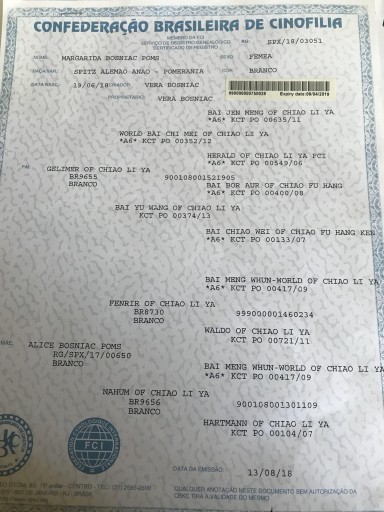 CONFEDERAÇÃO BRASILEIRA DE CINOFILIA
MEMBRO DA FCI
SERVIÇO DE REGISTRO GENEALÓGICO
CERTIFICADO DE REGISTRO
RG: SPX/18/03051
NOME: MARGARIDA BOSNIAC POMS SEXO FEMEA
SPITZ ALEMAO ANAO - POMERANIA COR BRANCO
DATA NASC. 19/06/18 CRIADOR VERA BOSNIAC
PROPRIETÁRIO VERA BOSNIAC
Expiry date:
BAI JEN MENG OF CHIAO LI YA
*A6* KCT PO 00635/11
WORLD BAI CHI MEI OF CHIAO LI YA
*A6* KCT PO 00352/12
HERALD OF CHIAO LI YA FCI
*A6* KCT PO 00549/06
PAI: GELIMER OF CHIAO LI YA
BR9655 900108001521905
BRANCO
BAI BOR AUR OF CHIAO FU HANG
*A6* KCT PO 00400/08
BAI YU WANG OF CHIAO LI YA
KCT PO 00374/13
BAI CHIAO WEI OF CHIAO FU HANG KEN
*A6* KCT PO 00133/07
BAI MENG WHUN-WORLD OF CHIAO LI YA
*A6* KCT PO 00417/09
FENRIR OF CHIAO LI YA
BR8730 999000001460234
BRANCO
WALDO OF CHIAO LI YA
KCT PO 00721/11
MÃE: ALICE BOSNIAC POMS
RG/SPX/17/00650
BRANCO
BAI MENG WHUN-WORLD OF CHIAO LI YA
*A6* KCT PO 00417/09
NAHUM OF CHIAO LI YA
BR9656 900108001301109
BRANCO
HARTMANN OF CHIAO LI YA
KCT PO 00104/07
FCI
DATA DA EMISSÃO: 13/08/18
QUALQUER ANOTAÇÃO NESTE DOCUMENTO SEM AUTORIZAÇÃO DA
CBKC TIRA A VALIDADE DO MESMO.